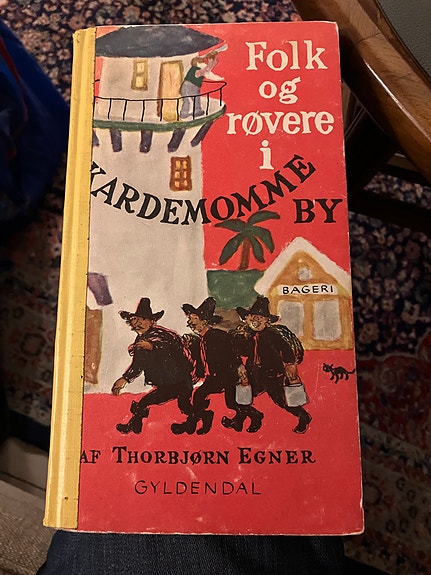 Folk
og
røvere
i
KARDEMOMME
BY
BAGERI
AF THORBJØRN EGNER
GYLDENDAL